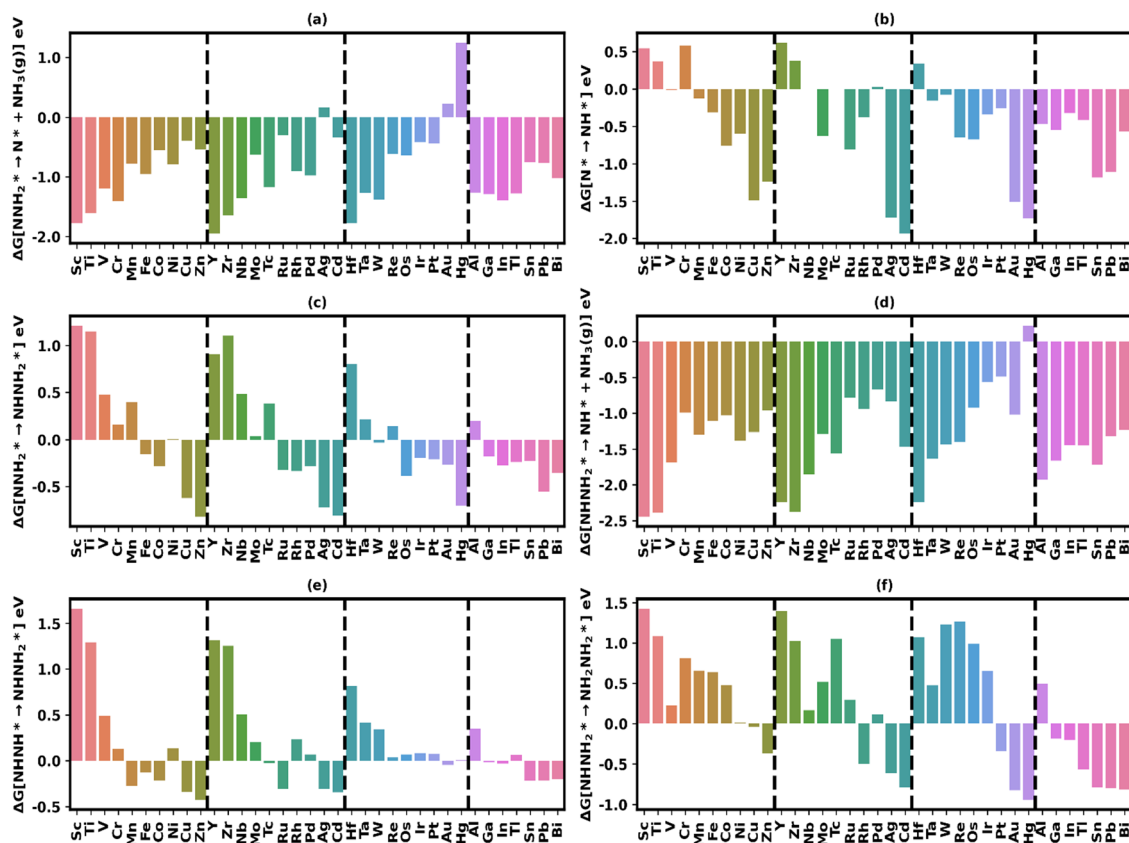 (a)
ΔG[NNH₂* → N* + NH₃(g)] eV
1.0
0.0
-1.0
-2.0
Sc Ti V Cr Mn Fe Co Ni Cu Zn Y Zr Nb Mo Tc Ru Rh Pd Ag Cd Hf Ta W Re Os Ir Pt Au Hg Al Ga In Tl Sn Pb Bi
(b)
ΔG[N* → NH*] eV
0.5
0.0
-0.5
-1.0
-1.5
-2.0
Sc Ti V Cr Mn Fe Co Ni Cu Zn Y Zr Nb Mo Tc Ru Rh Pd Ag Cd Hf Ta W Re Os Ir Pt Au Hg Al Ga In Tl Sn Pb Bi
(c)
ΔG[NNH₂* → NHNH₂*] eV
1.0
0.5
0.0
-0.5
Sc Ti V Cr Mn Fe Co Ni Cu Zn Y Zr Nb Mo Tc Ru Rh Pd Ag Cd Hf Ta W Re Os Ir Pt Au Hg Al Ga In Tl Sn Pb Bi
(d)
ΔG[NHNH₂* → NH* + NH₃(g)] eV
0.0
-0.5
-1.0
-1.5
-2.0
-2.5
Sc Ti V Cr Mn Fe Co Ni Cu Zn Y Zr Nb Mo Tc Ru Rh Pd Ag Cd Hf Ta W Re Os Ir Pt Au Hg Al Ga In Tl Sn Pb Bi
(e)
ΔG[NHNH* → NHNH₂*] eV
1.5
1.0
0.5
0.0
-0.5
Sc Ti V Cr Mn Fe Co Ni Cu Zn Y Zr Nb Mo Tc Ru Rh Pd Ag Cd Hf Ta W Re Os Ir Pt Au Hg Al Ga In Tl Sn Pb Bi
(f)
ΔG[NHNH₂* → NH₂NH₂*] eV
1.5
1.0
0.5
0.0
-0.5
-1.0
Sc Ti V Cr Mn Fe Co Ni Cu Zn Y Zr Nb Mo Tc Ru Rh Pd Ag Cd Hf Ta W Re Os Ir Pt Au Hg Al Ga In Tl Sn Pb Bi